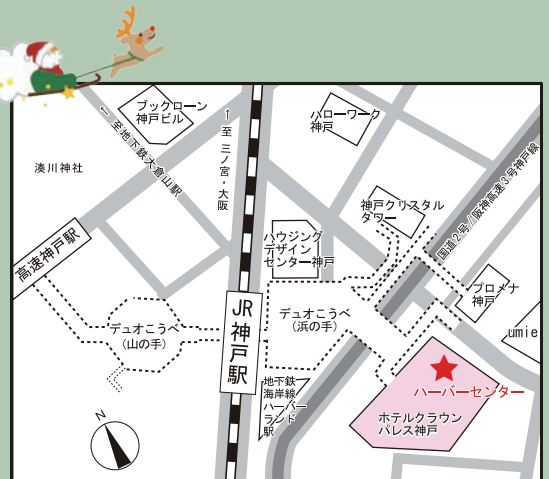 ブックローン
神戸ビル
← 至地下鉄大倉山駅
← 至 三ノ宮・大阪
ハローワーク
神戸
湊川神社
神戸クリスタル
タワー
国道2号/阪神高速3号神戸線
高速神戸駅
ハウジング
デザイン
センター神戸
プロメナ
神戸
デュオこうべ
(山の手)
JR
神戸駅
デュオこうべ
(浜の手)
umie
地下鉄
海岸線
ハーバー
ランド
駅
ハーバーセンター
ホテルクラウン
パレス神戸
N